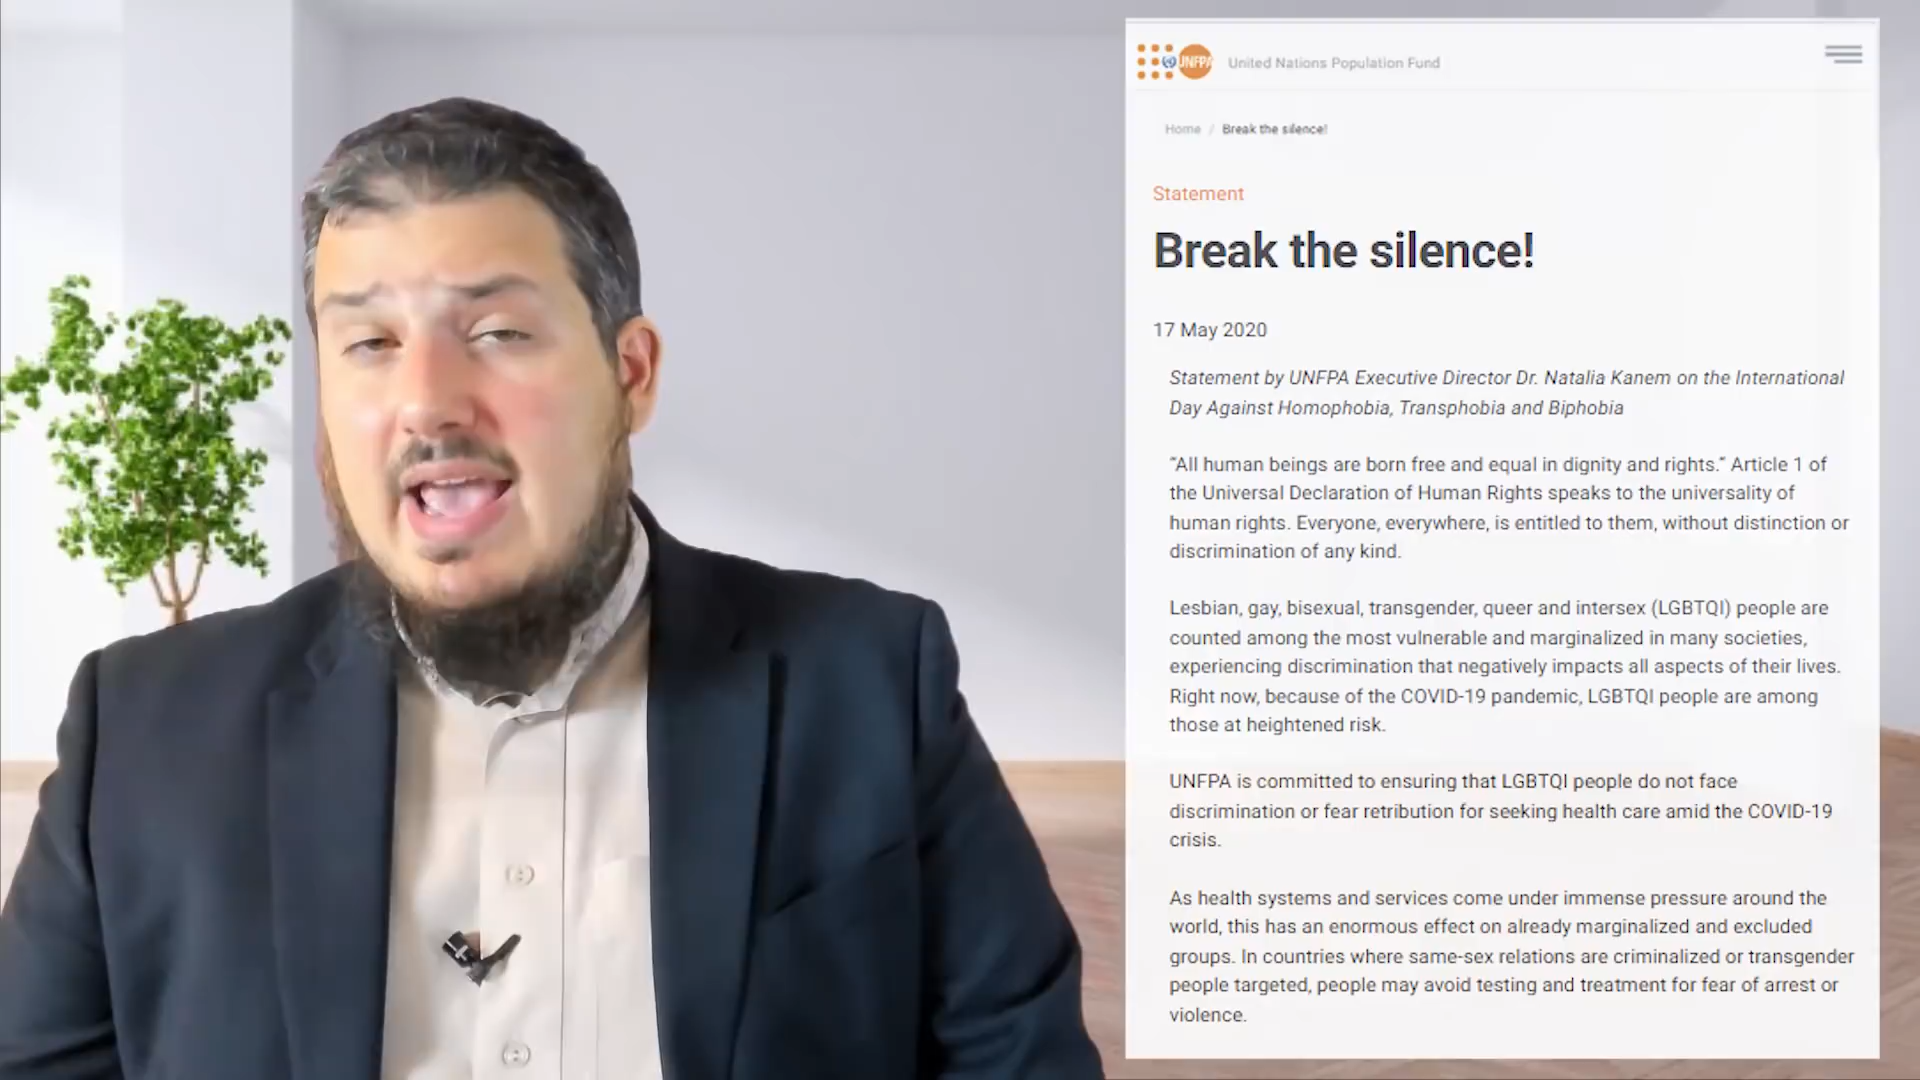 UNFPA
United Nations Population Fund
Home / Break the silence!
Statement
Break the silence!
17 May 2020
Statement by UNFPA Executive Director Dr. Natalia Kanem on the International
Day Against Homophobia, Transphobia and Biphobia
“All human beings are born free and equal in dignity and rights.” Article 1 of
the Universal Declaration of Human Rights speaks to the universality of
human rights. Everyone, everywhere, is entitled to them, without distinction or
discrimination of any kind.
Lesbian, gay, bisexual, transgender, queer and intersex (LGBTQI) people are
counted among the most vulnerable and marginalized in many societies,
experiencing discrimination that negatively impacts all aspects of their lives.
Right now, because of the COVID-19 pandemic, LGBTQI people are among
those at heightened risk.
UNFPA is committed to ensuring that LGBTQI people do not face
discrimination or fear retribution for seeking health care amid the COVID-19
crisis.
As health systems and services come under immense pressure around the
world, this has an enormous effect on already marginalized and excluded
groups. In countries where same-sex relations are criminalized or transgender
people targeted, people may avoid testing and treatment for fear of arrest or
violence.